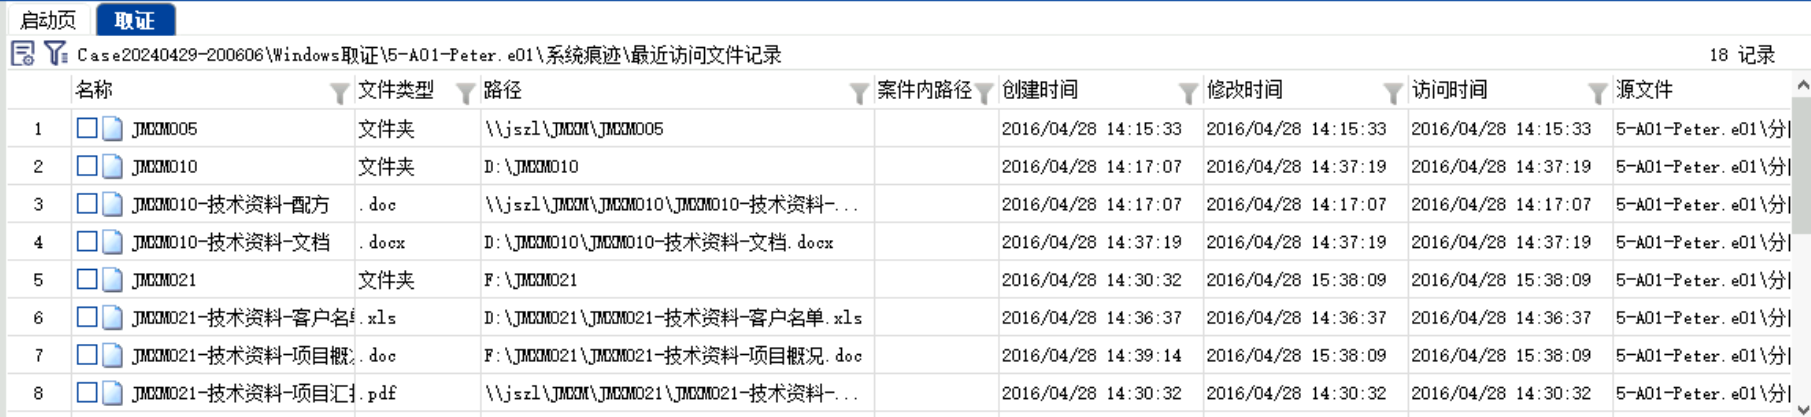 启动页 取证
Case20240429-200606\Windows取证\5-A01-Peter.e01\系统痕迹\最近访问文件记录 18 记录
名称 文件类型 路径 案件内路径 创建时间 修改时间 访问时间 源文件
1 JMXM005 文件夹 \\jszl\JMXM\JMXM005 2016/04/28 14:15:33 2016/04/28 14:15:33 2016/04/28 14:15:33 5-A01-Peter.e01\分
2 JMXM010 文件夹 D:\JMXM010 2016/04/28 14:17:07 2016/04/28 14:37:19 2016/04/28 14:37:19 5-A01-Peter.e01\分
3 JMXM010-技术资料-配方 .doc \\jszl\JMXM\JMXM010\JMXM010-技术资料-... 2016/04/28 14:17:07 2016/04/28 14:17:07 2016/04/28 14:17:07 5-A01-Peter.e01\分
4 JMXM010-技术资料-文档 .docx D:\JMXM010\JMXM010-技术资料-文档.docx 2016/04/28 14:37:19 2016/04/28 14:37:19 2016/04/28 14:37:19 5-A01-Peter.e01\分
5 JMXM021 文件夹 F:\JMXM021 2016/04/28 14:30:32 2016/04/28 15:38:09 2016/04/28 15:38:09 5-A01-Peter.e01\分
6 JMXM021-技术资料-客户名单 .xls D:\JMXM021\JMXM021-技术资料-客户名单.xls 2016/04/28 14:36:37 2016/04/28 14:36:37 2016/04/28 14:36:37 5-A01-Peter.e01\分
7 JMXM021-技术资料-项目概况 .doc F:\JMXM021\JMXM021-技术资料-项目概况.doc 2016/04/28 14:39:14 2016/04/28 15:38:09 2016/04/28 15:38:09 5-A01-Peter.e01\分
8 JMXM021-技术资料-项目汇 .pdf \\jszl\JMXM\JMXM021\JMXM021-技术资料-... 2016/04/28 14:30:32 2016/04/28 14:30:32 2016/04/28 14:30:32 5-A01-Peter.e01\分